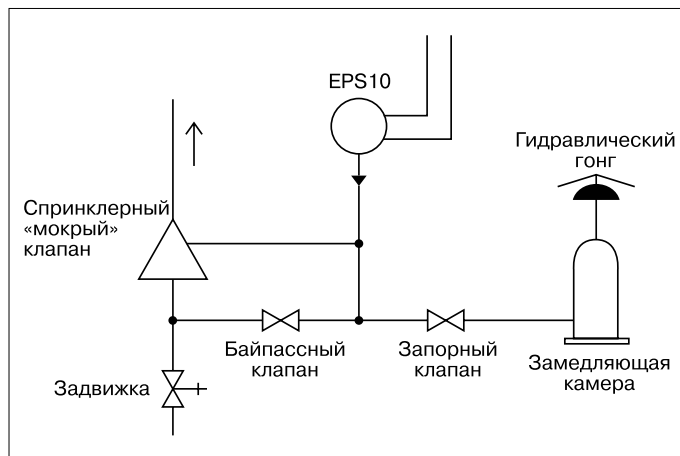 EPS10
Гидравлический
гонг
Спринклерный
«мокрый»
клапан
Байпассный
клапан
Запорный
клапан
Замедляющая
камера
Задвижка